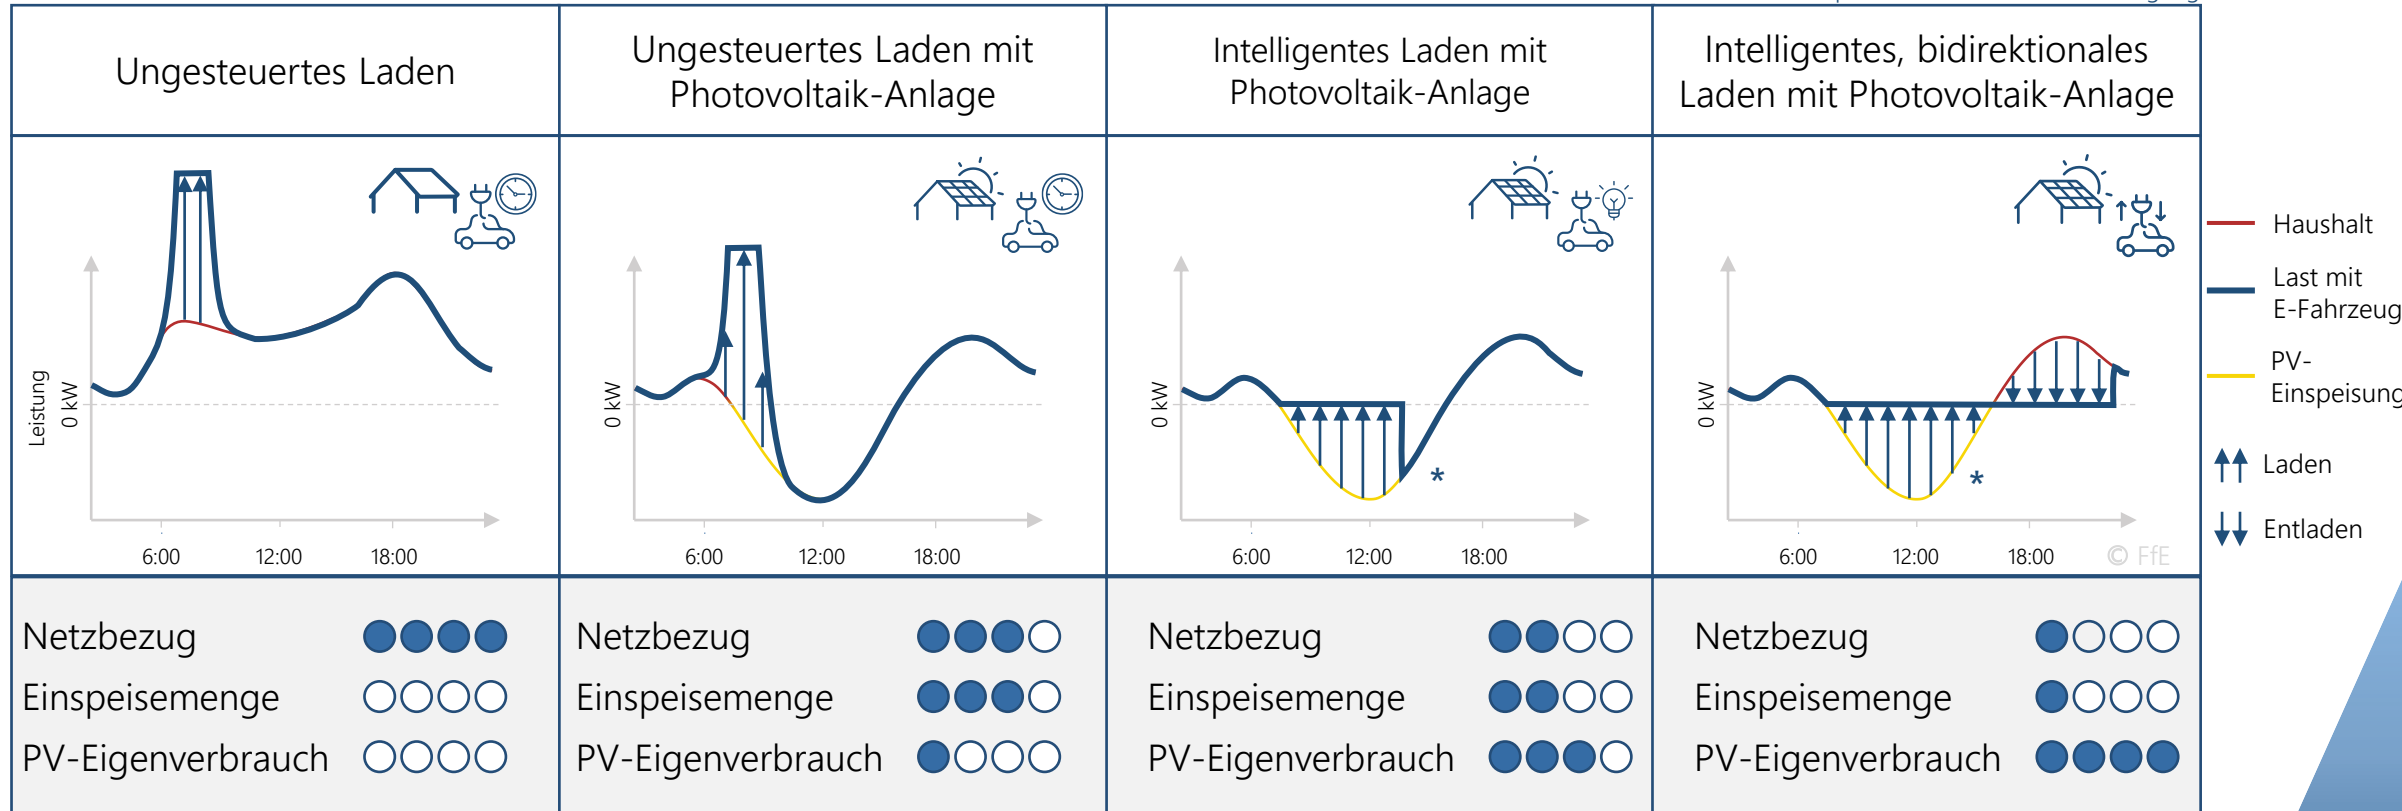 Ungesteuertes Laden
Ungesteuertes Laden mit
Photovoltaik-Anlage
Intelligentes Laden mit
Photovoltaik-Anlage
Intelligentes, bidirektionales
Laden mit Photovoltaik-Anlage
Leistung
0 kW
6:00 12:00 18:00
0 kW
6:00 12:00 18:00
0 kW
*
6:00 12:00 18:00
0 kW
*
6:00 12:00 18:00
© FfE
Haushalt
Last mit
E-Fahrzeug
PV-
Einspeisung
Laden
Entladen
Netzbezug
Einspeisemenge
PV-Eigenverbrauch
Netzbezug
Einspeisemenge
PV-Eigenverbrauch
Netzbezug
Einspeisemenge
PV-Eigenverbrauch
Netzbezug
Einspeisemenge
PV-Eigenverbrauch